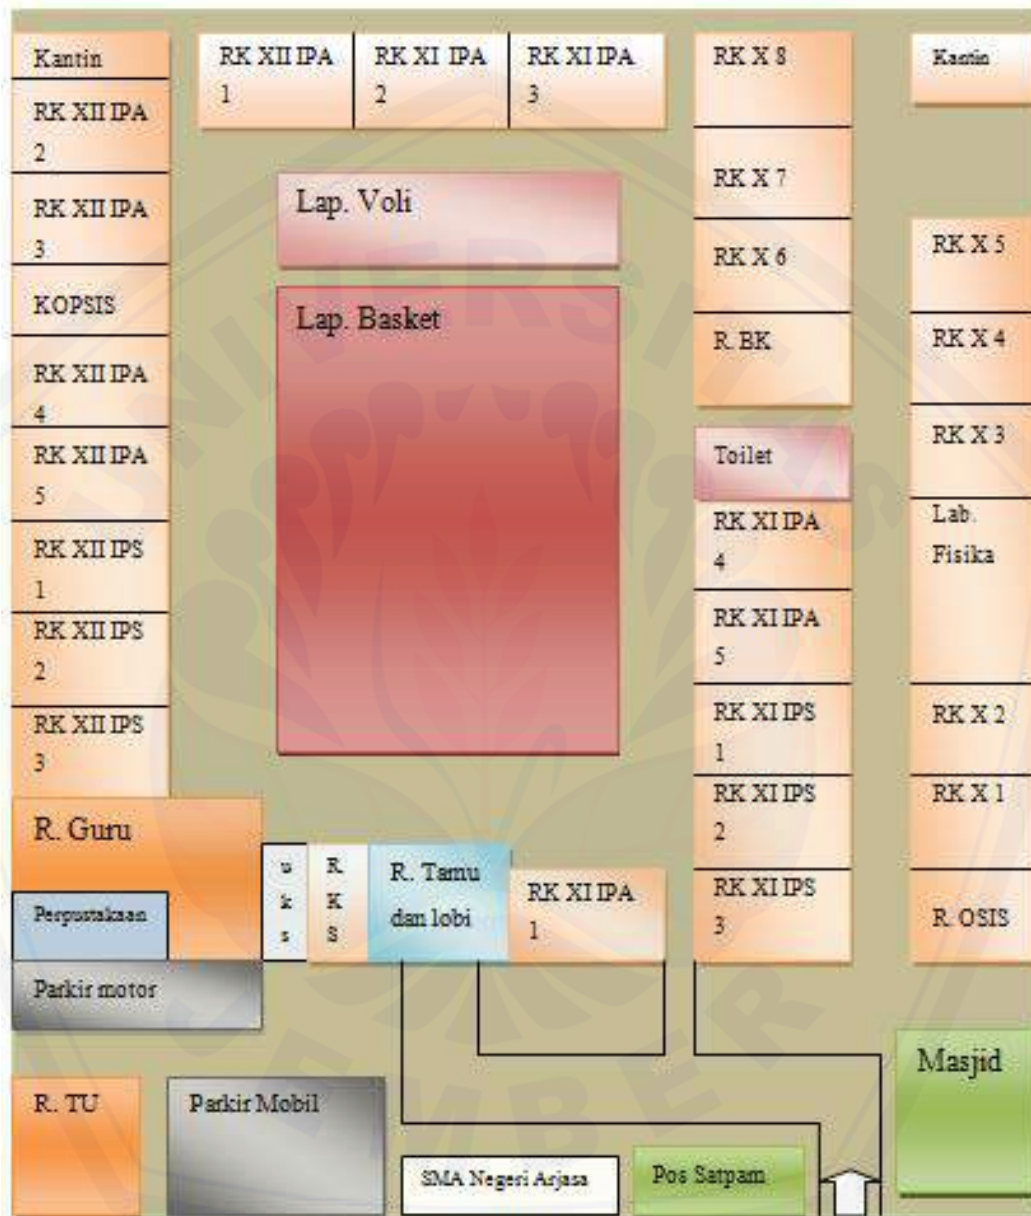 Kantin
RK XII IPA
2
RK XII IPA
3
KOPSIS
RK XII IPA
4
RK XII IPA
5
RK XII IPS
1
RK XII IPS
2
RK XII IPS
3
R. Guru
Perpustakaan
Parkir motor
R. TU
RK XII IPA
1
RK XI IPA
2
RK XI IPA
3
Lap. Voli
Lap. Basket
u
k
s
R
K
S
R. Tamu
dan lobi
RK XI IPA
1
Parkir Mobil
SMA Negeri Arjasa
Pos Satpam
RK X 8
RK X 7
RK X 6
R. BK
Toilet
RK XI IPA
4
RK XI IPA
5
RK XI IPS
1
RK XI IPS
2
RK XI IPS
3
Kantin
RK X 5
RK X 4
RK X 3
Lab.
Fisika
RK X 2
RK X 1
R. OSIS
Masjid
UNIVERSITAS
JEMBER